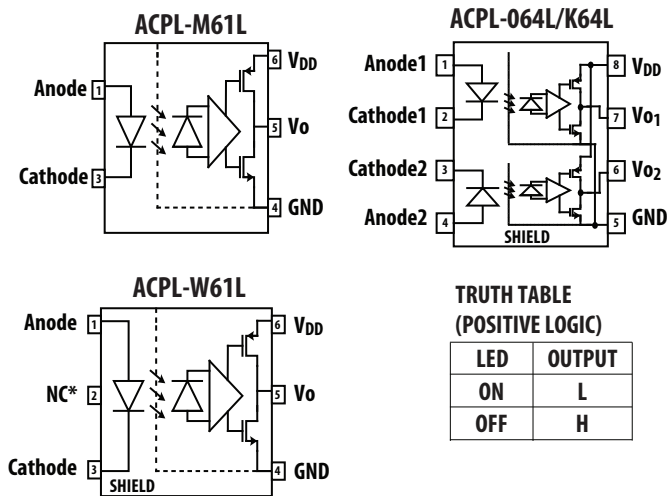 ACPL-M61L
Anode 1
Cathode 3
6 VDD
5 Vo
4 GND
ACPL-064L/K64L
Anode1 1
Cathode1 2
Cathode2 3
Anode2 4
8 VDD
7 Vo1
6 Vo2
5 GND
SHIELD
ACPL-W61L
Anode 1
NC* 2
Cathode 3
6 VDD
5 Vo
4 GND
SHIELD
TRUTH TABLE
(POSITIVE LOGIC)
LED OUTPUT
ON L
OFF H